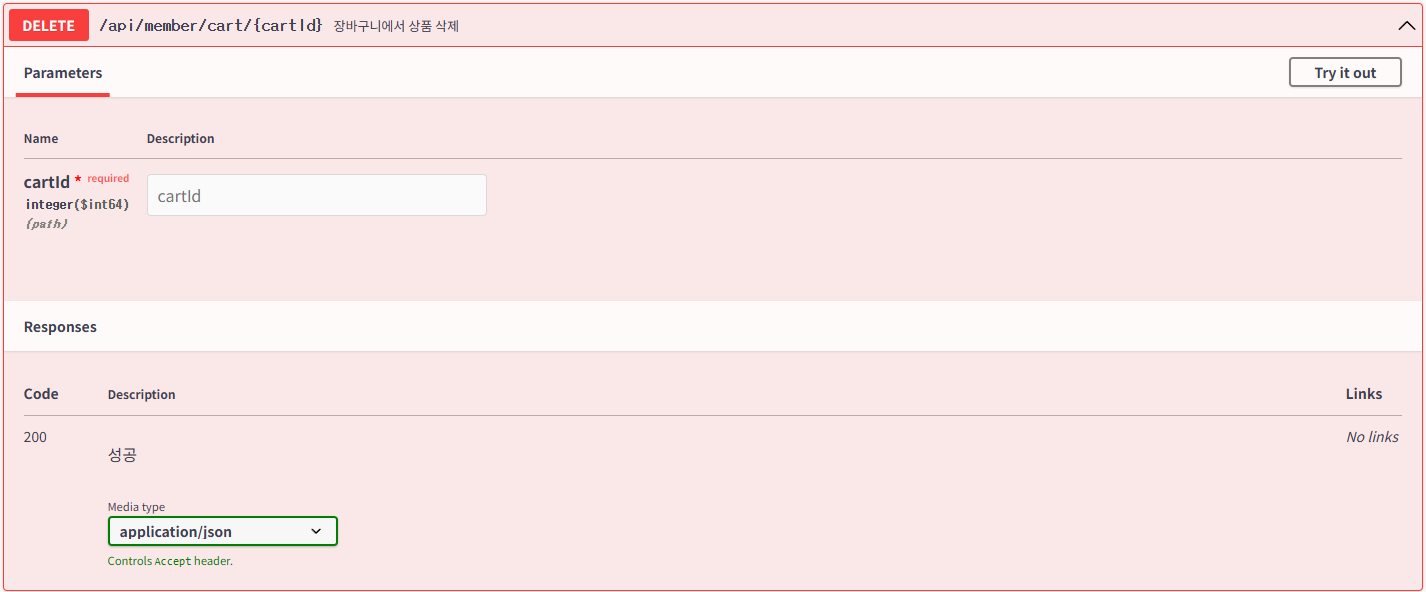 DELETE /api/member/cart/{cartId} 장바구니에서 상품 삭제
Parameters Try it out
Name Description
cartId * required cartId
integer($int64)
(path)
Responses
Code Description Links
200 No links
성공
Media type
application/json
Controls Accept header.